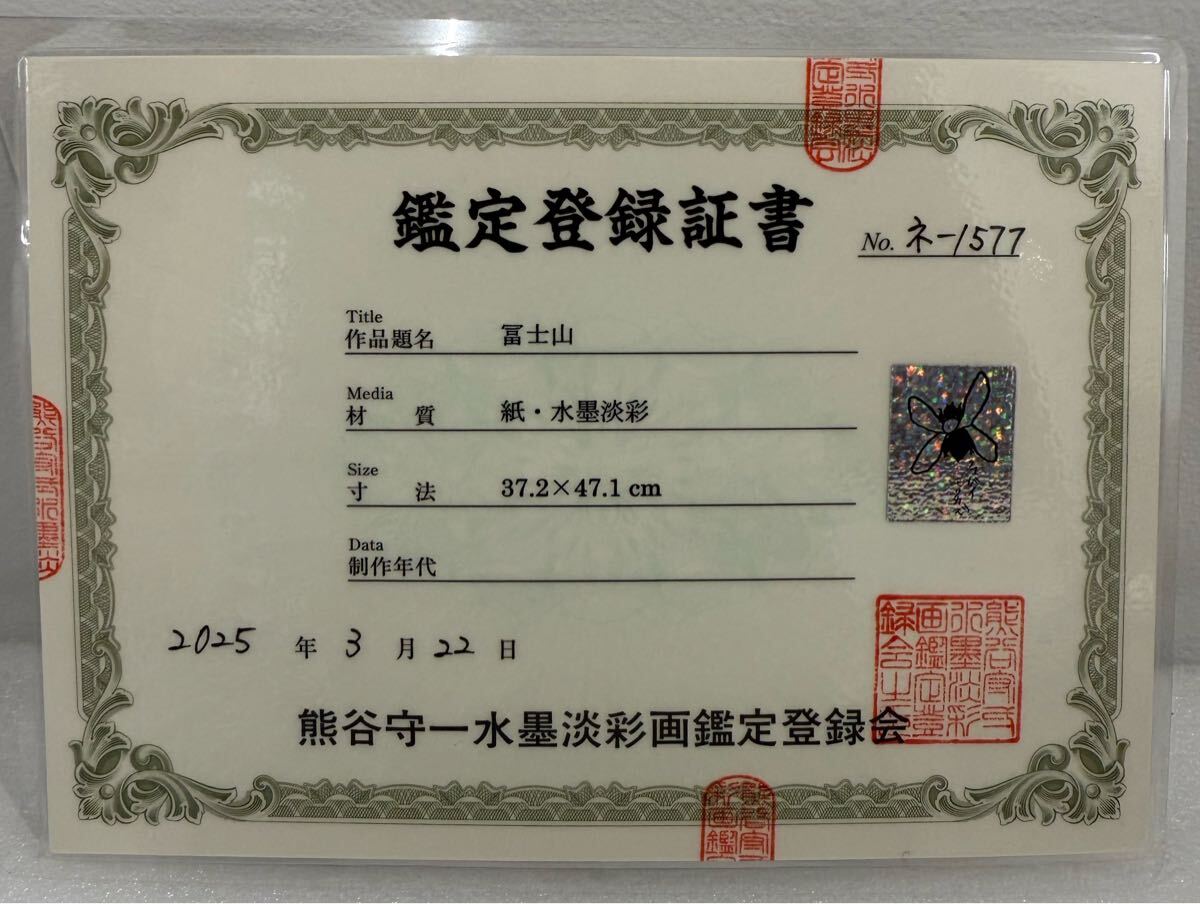 鑑定登録証書
No. ネ-1577
Title
作品題名 冨士山
Media
材 質 紙・水墨淡彩
Size
寸 法 37.2×47.1 cm
Data
制作年代
2025 年 3 月 22 日
熊谷守一水墨淡彩画鑑定登録会